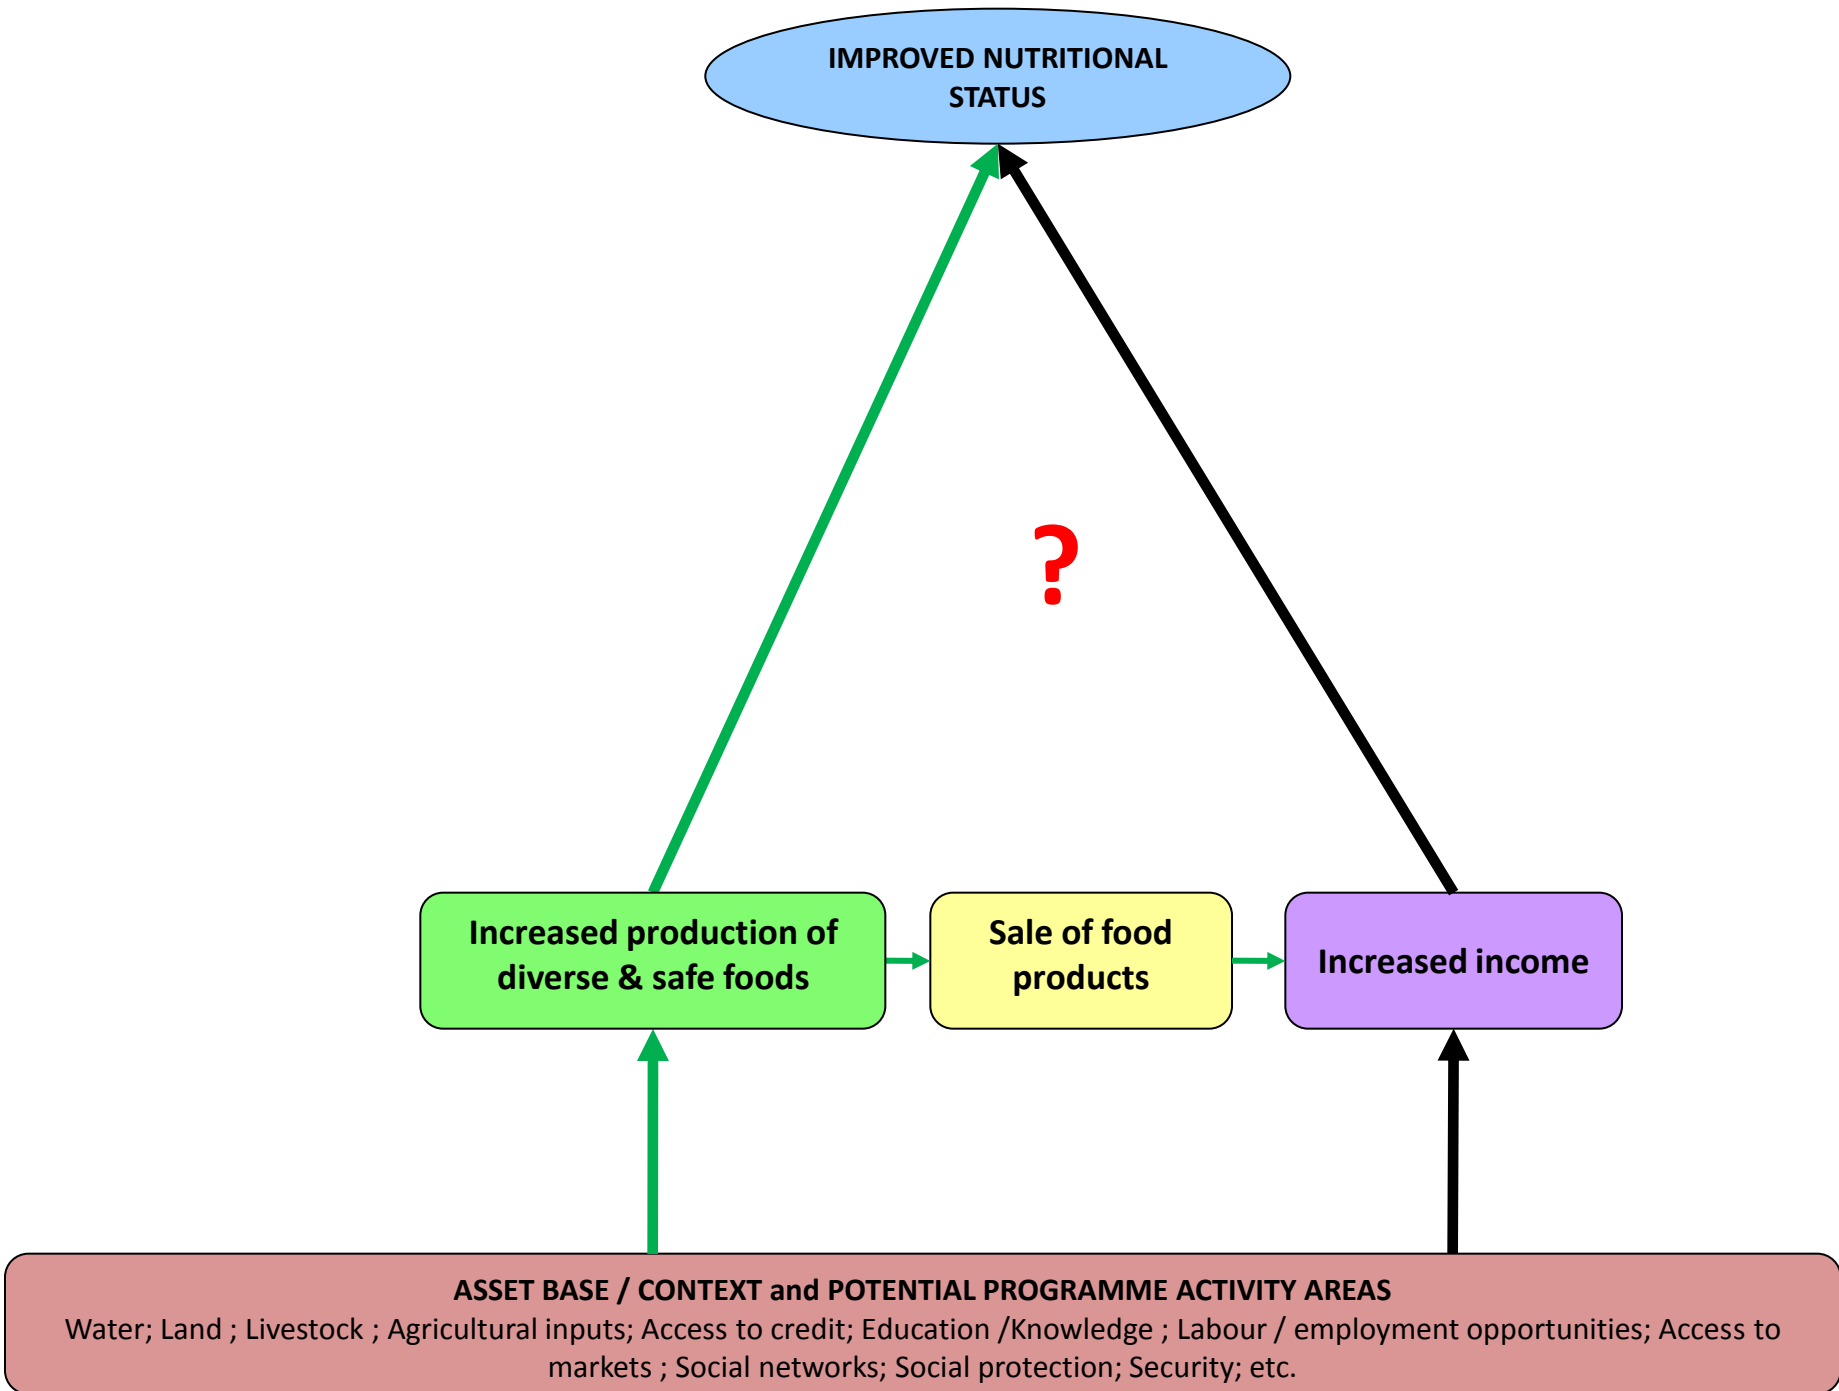 IMPROVED NUTRITIONAL
STATUS
?
Increased production of
diverse & safe foods
Sale of food
products
Increased income
ASSET BASE / CONTEXT and POTENTIAL PROGRAMME ACTIVITY AREAS
Water; Land ; Livestock ; Agricultural inputs; Access to credit; Education /Knowledge ; Labour / employment opportunities; Access to
markets ; Social networks; Social protection; Security; etc.